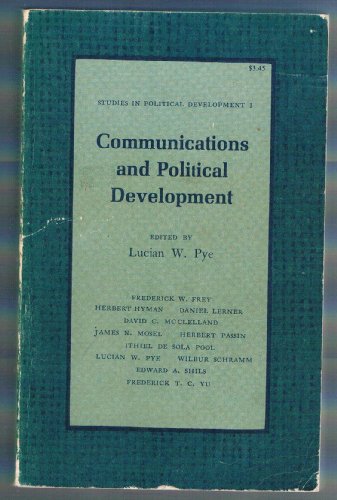 $3.45
STUDIES IN POLITICAL DEVELOPMENT 1
Communications
and Political
Development
EDITED BY
Lucian W. Pye
FREDERICK W. FREY
HERBERT HYMAN DANIEL LERNER
DAVID C. MCCLELLAND
JAMES N. MOSEL HERBERT PASSIN
ITHIEL DE SOLA POOL
LUCIAN W. PYE WILBUR SCHRAMM
EDWARD A. SHILS
FREDERICK T. C. YU